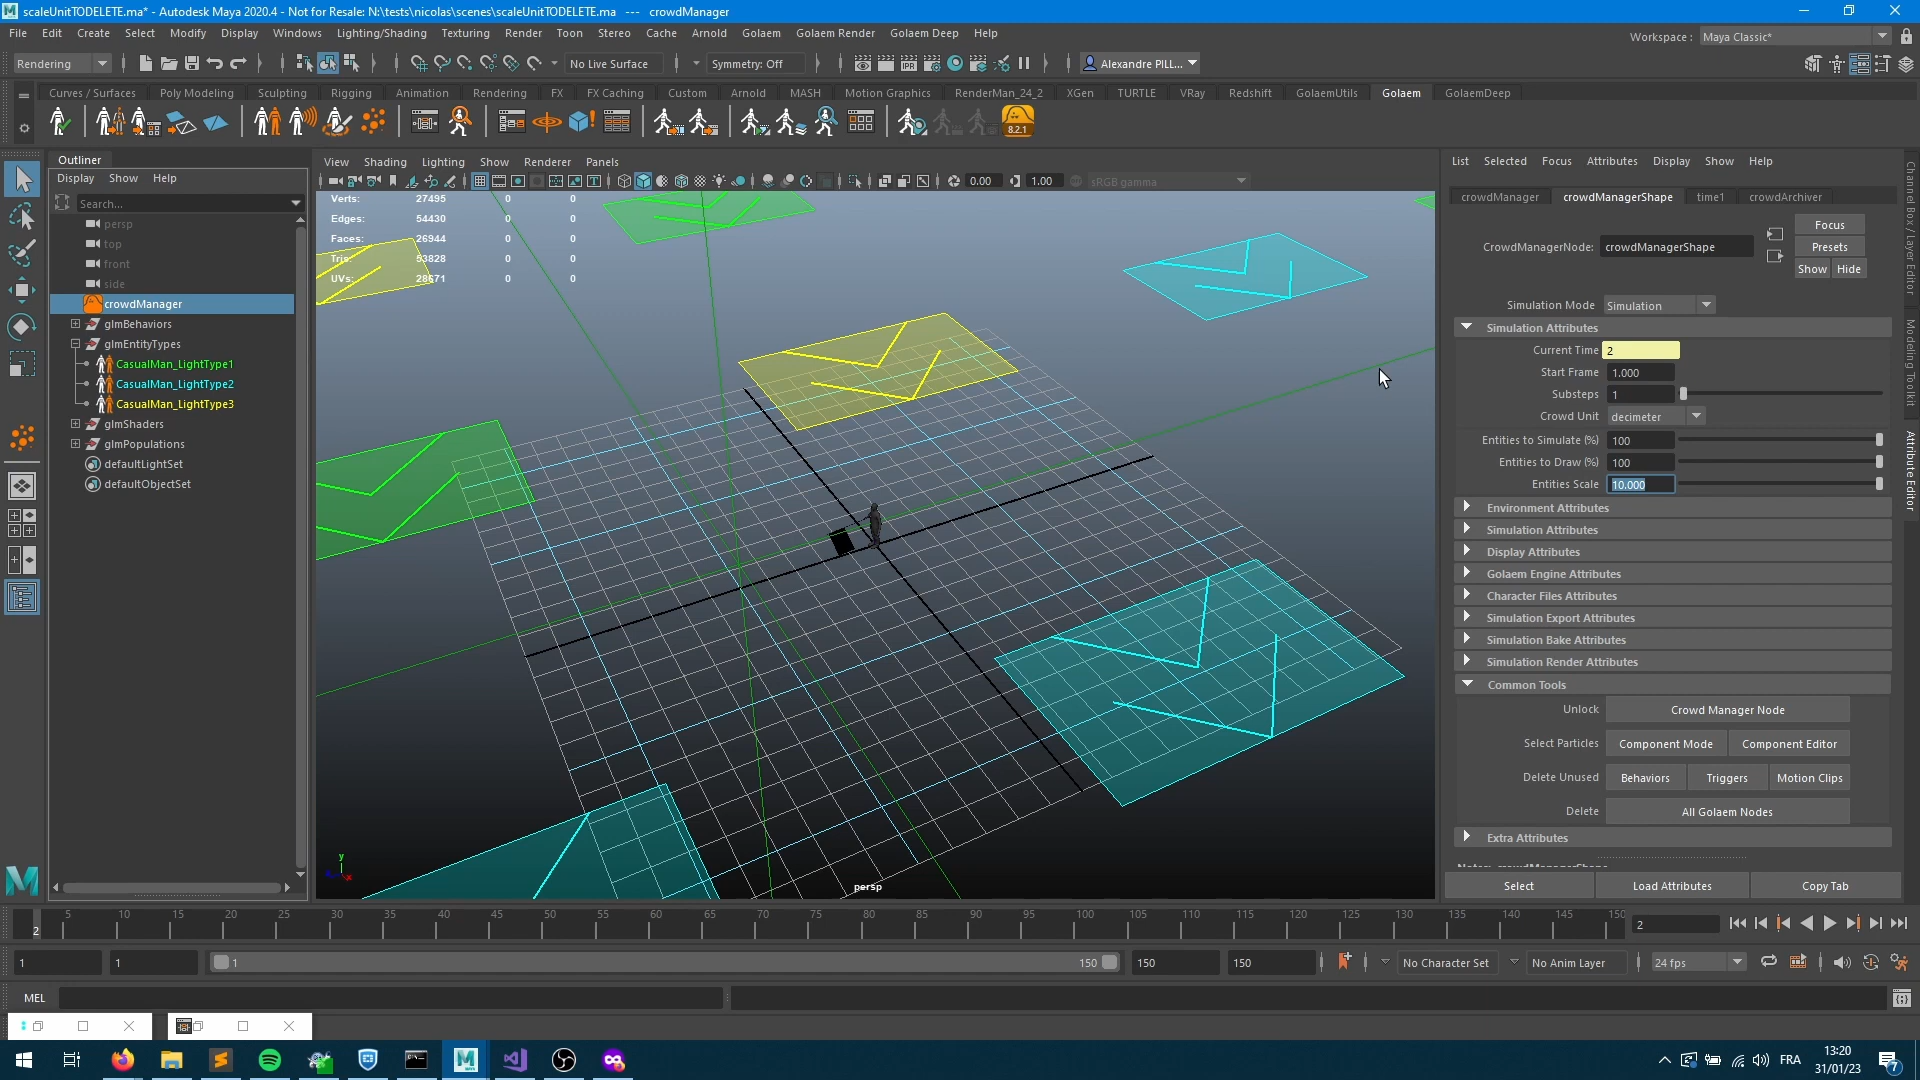 scaleUnitTODELETE.ma* - Autodesk Maya 2020.4 - Not for Resale: N:\tests\nicolas\scenes\scaleUnitTODELETE.ma --- crowdManager
File Edit Create Select Modify Display Windows Lighting/Shading Texturing Render Toon Stereo Cache Arnold Golaem Golaem Render Golaem Deep Help
Workspace : Maya Classic*
Rendering No Live Surface Symmetry: Off Alexandre PILL...
Curves / Surfaces Poly Modeling Sculpting Rigging Animation Rendering FX FX Caching Custom Arnold MASH Motion Graphics RenderMan_24_2 XGen TURTLE VRay Redshift GolaemUtils Golaem GolaemDeep
8.2.1
Outliner
Display Show Help
Search...
persp
top
front
side
crowdManager
glmBehaviors
glmEntityTypes
CasualMan_LightType1
CasualMan_LightType2
CasualMan_LightType3
glmShaders
glmPopulations
defaultLightSet
defaultObjectSet
View Shading Lighting Show Renderer Panels
0.00 1.00 sRGB gamma
Verts: 27495 0 0
Edges: 54430 0 0
Faces: 26944 0 0
Tris: 53828 0 0
UVs: 28671 0 0
y
persp
List Selected Focus Attributes Display Show Help
crowdManager crowdManagerShape time1 crowdArchiver
Focus
CrowdManagerNode: crowdManagerShape Presets
Show Hide
Simulation Mode Simulation
Simulation Attributes
Current Time 2
Start Frame 1.000
Substeps 1
Crowd Unit decimeter
Entities to Simulate (%) 100
Entities to Draw (%) 100
Entities Scale 10.000
Environment Attributes
Simulation Attributes
Display Attributes
Golaem Engine Attributes
Character Files Attributes
Simulation Export Attributes
Simulation Bake Attributes
Simulation Render Attributes
Common Tools
Unlock Crowd Manager Node
Select Particles Component Mode Component Editor
Delete Unused Behaviors Triggers Motion Clips
Delete All Golaem Nodes
Extra Attributes
Select Load Attributes Copy Tab
Channel Box / Layer Editor
Modeling Toolkit
Attribute Editor
5 10 15 20 25 30 35 40 45 50 55 60 65 70 75 80 85 90 95 100 105 110 115 120 125 130 135 140 145 150
2 2
1 1 1 150 150 150 No Character Set No Anim Layer 24 fps
MEL
FRA 13:20
31/01/23
7